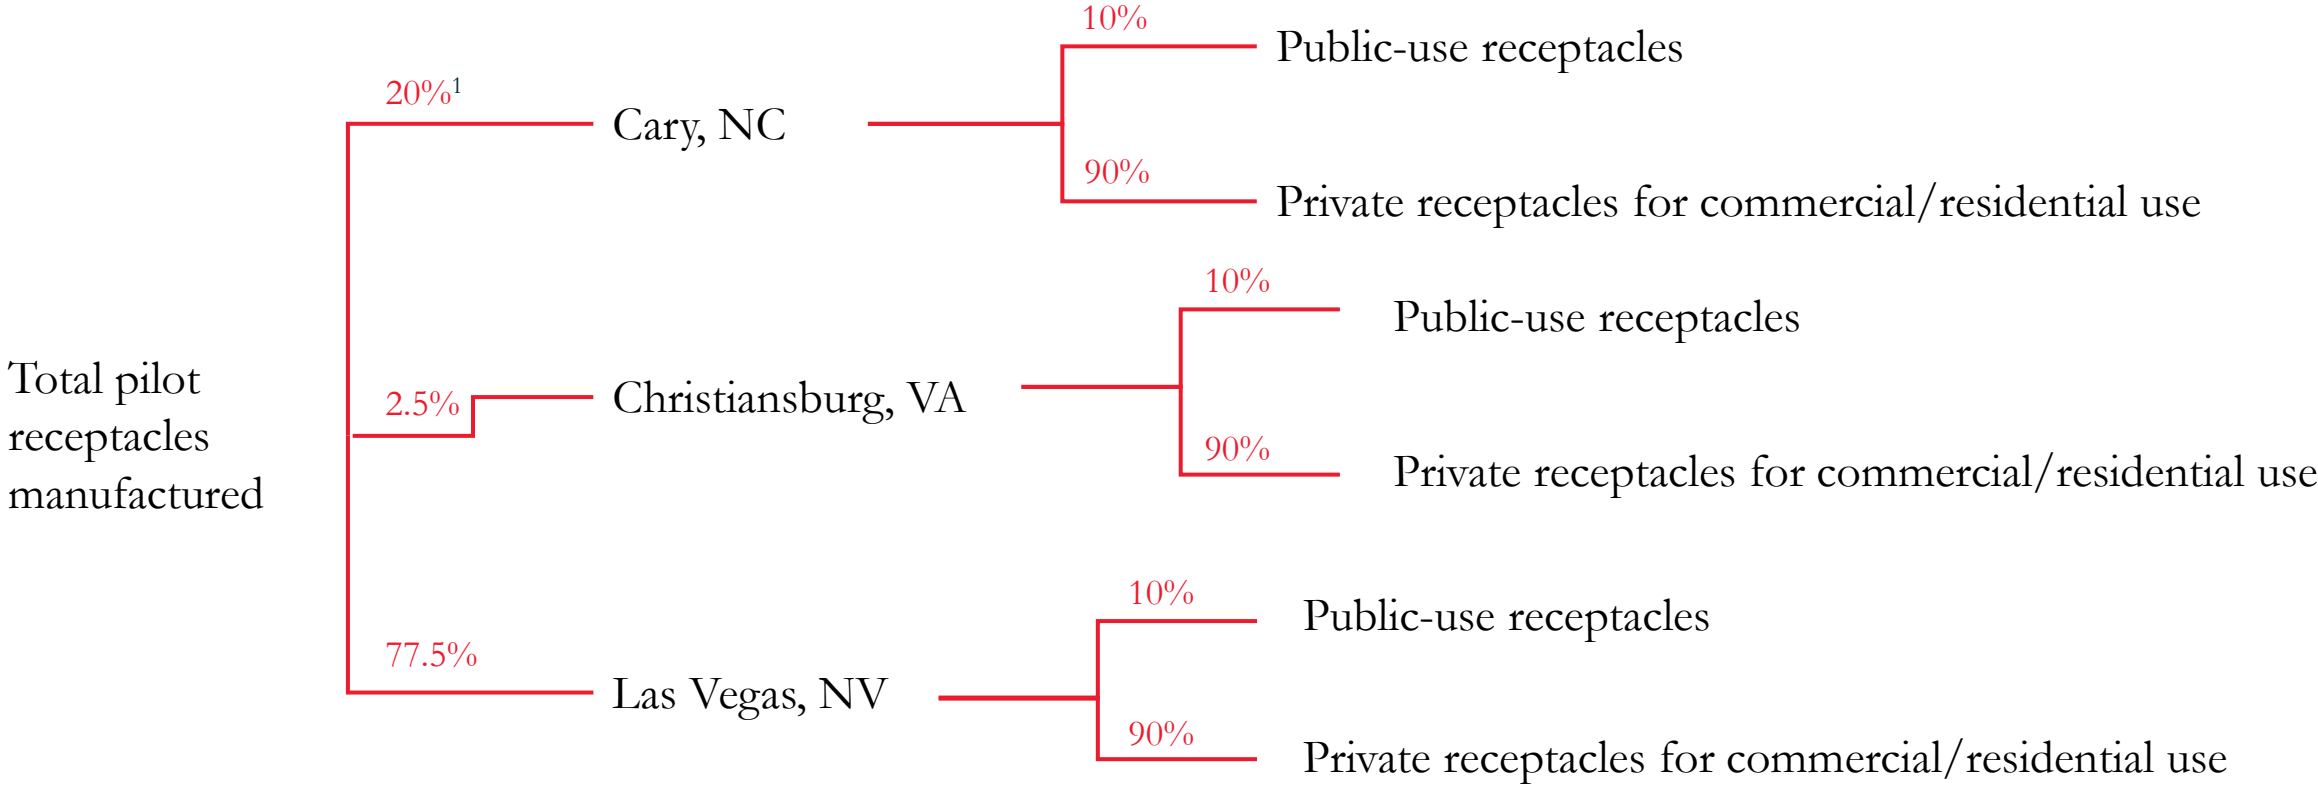 10%
Public-use receptacles
20%¹
Cary, NC
90%
Private receptacles for commercial/residential use
10%
Public-use receptacles
Total pilot
receptacles
manufactured
2.5%
Christiansburg, VA
90%
Private receptacles for commercial/residential use
10%
Public-use receptacles
77.5%
Las Vegas, NV
90%
Private receptacles for commercial/residential use